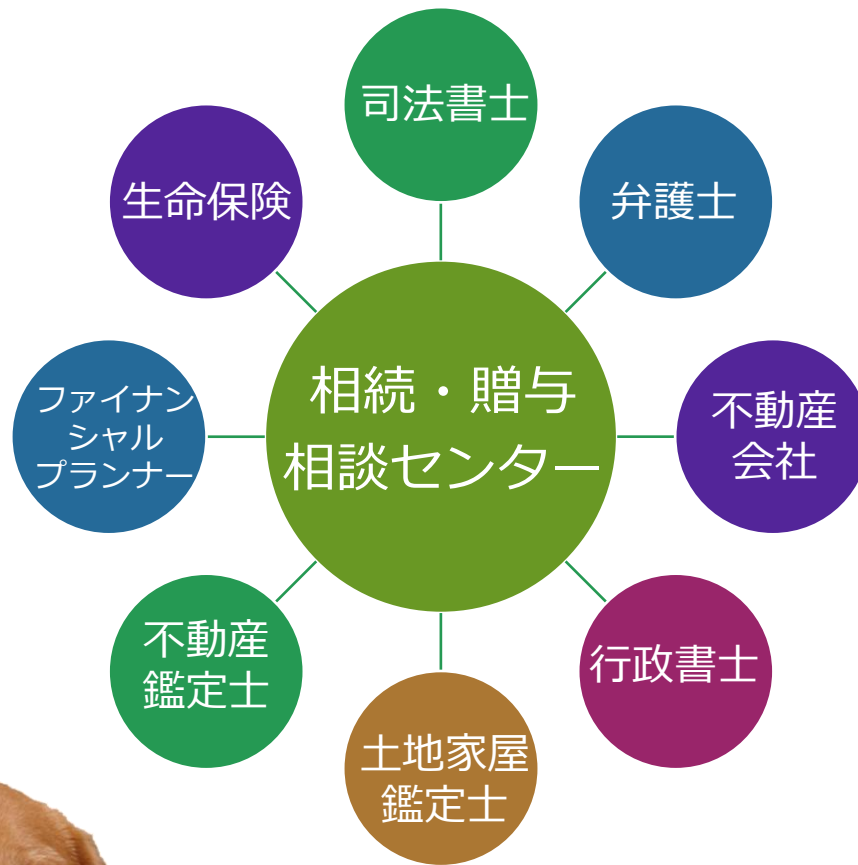 司法書士
生命保険
弁護士
相続・贈与
相談センター
ファイナン
シャル
プランナー
不動産
会社
不動産
鑑定士
行政書士
土地家屋
鑑定士